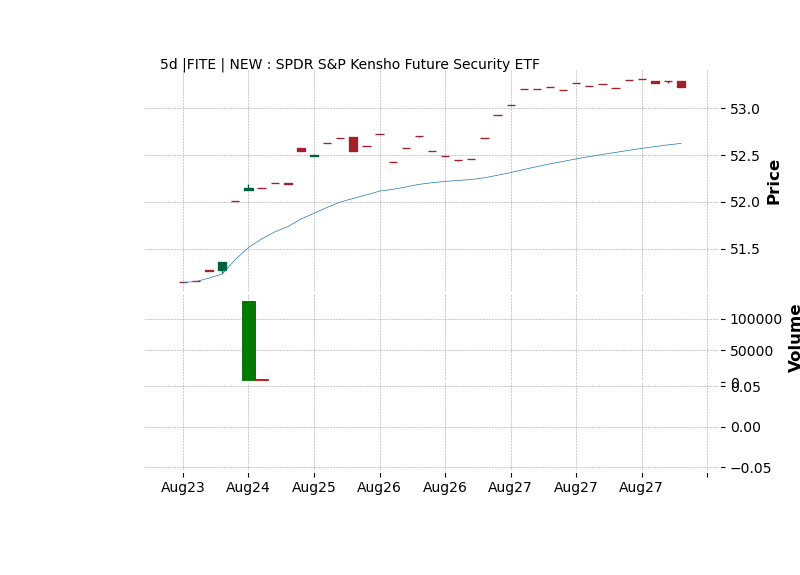 5d |FITE | NEW : SPDR S&P Kensho Future Security ETF
53.0
52.5
52.0
51.5
Price
100000
50000
0
Volume
0.05
0.00
−0.05
Aug23 Aug24 Aug25 Aug26 Aug26 Aug27 Aug27 Aug27